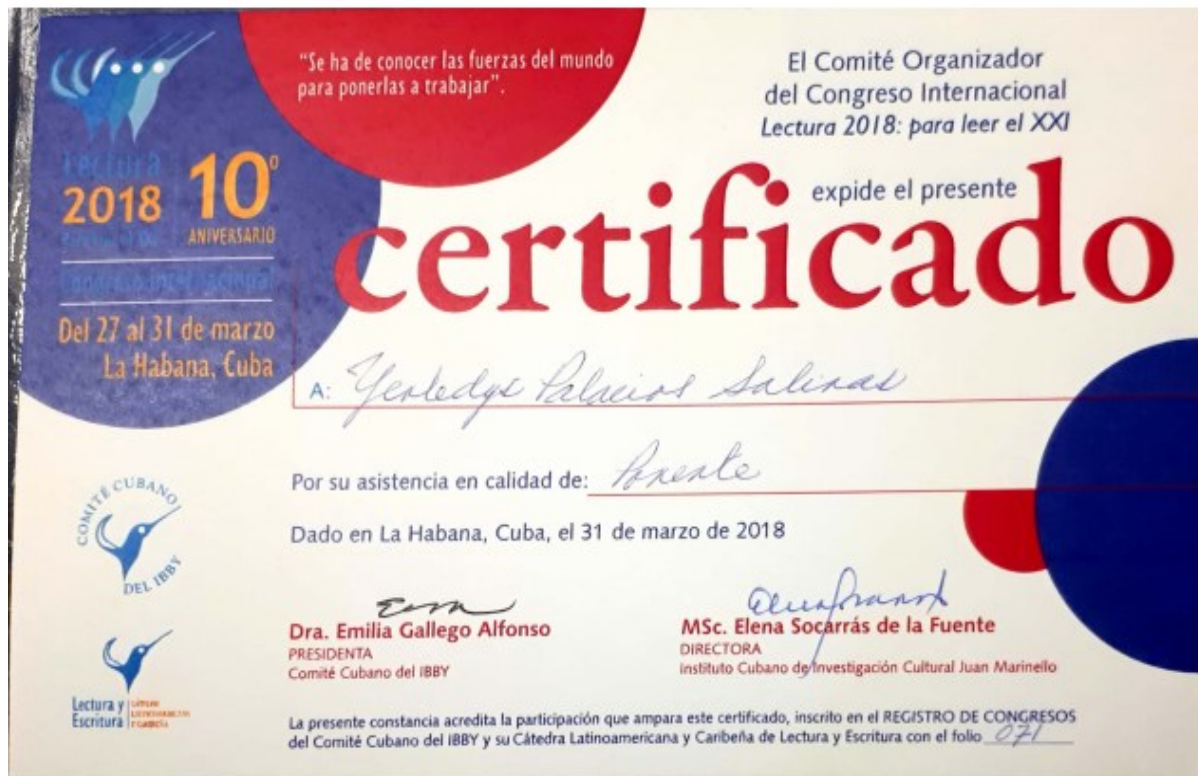 "Se ha de conocer las fuerzas del mundo
para ponerlas a trabajar".
El Comité Organizador
del Congreso Internacional
Lectura 2018: para leer el XXI
expide el presente
certificado
Lectura
2018
10º
ANIVERSARIO
Congreso Internacional
Del 27 al 31 de marzo
La Habana, Cuba
A: Yerledys Palacios Salinas
Por su asistencia en calidad de: Ponente
Dado en La Habana, Cuba, el 31 de marzo de 2018
COMITÉ CUBANO
DEL IBBY
Dra. Emilia Gallego Alfonso
PRESIDENTA
Comité Cubano del IBBY
MSc. Elena Socarrás de la Fuente
DIRECTORA
Instituto Cubano de Investigación Cultural Juan Marinello
Lectura y
Escritura
La presente constancia acredita la participación que ampara este certificado, inscrito en el REGISTRO DE CONGRESOS
del Comité Cubano del IBBY y su Cátedra Latinoamericana y Caribeña de Lectura y Escritura con el folio 071